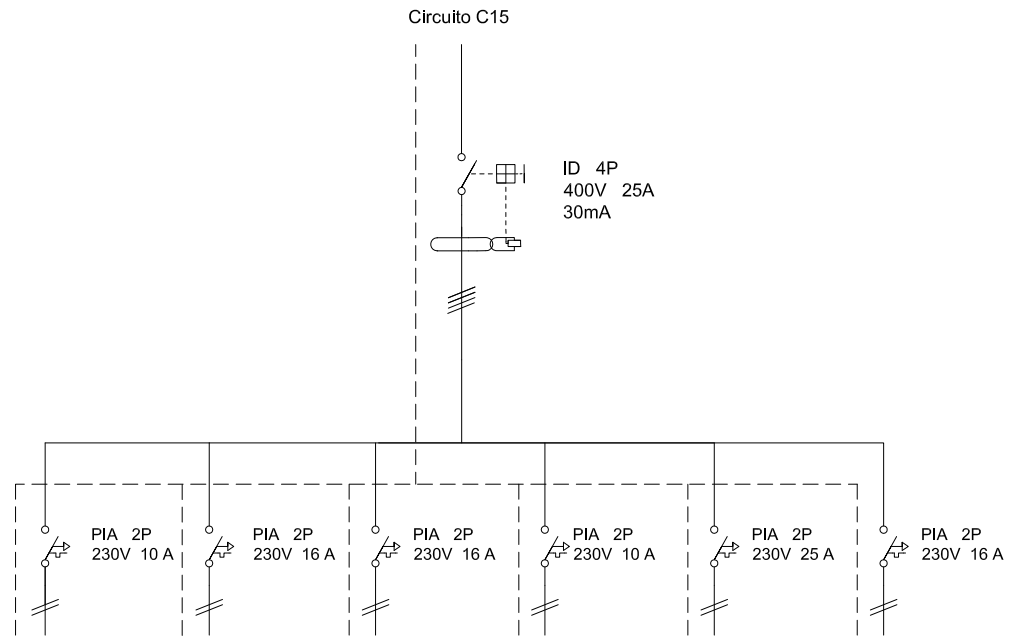 Circuito C15
ID 4P
400V 25A
30mA
PIA 2P
230V 10 A
PIA 2P
230V 16 A
PIA 2P
230V 16 A
PIA 2P
230V 10 A
PIA 2P
230V 25 A
PIA 2P
230V 16 A